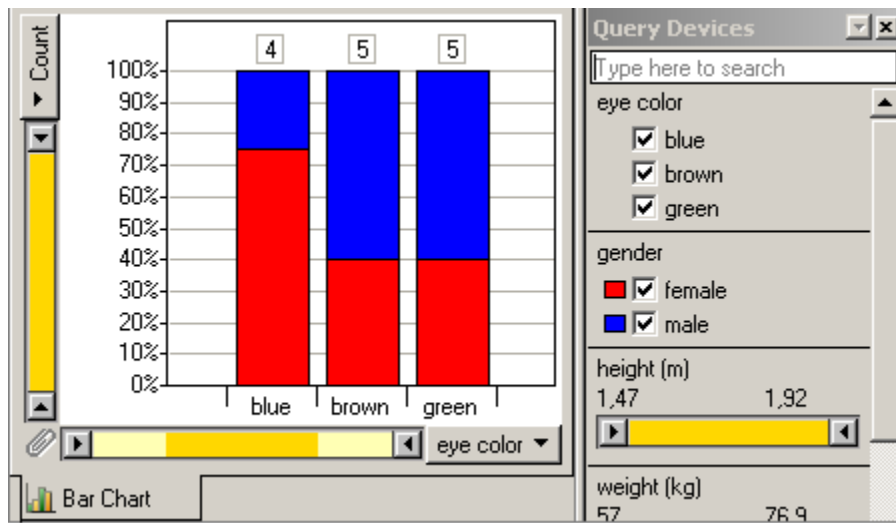 Count
4 5 5
100%
90%
80%
70%
60%
50%
40%
30%
20%
10%
0%
blue brown green
eye color
Bar Chart
Query Devices
Type here to search
eye color
blue
brown
green
gender
female
male
height (m)
1,47 1,92
weight (kg)
57 76,9